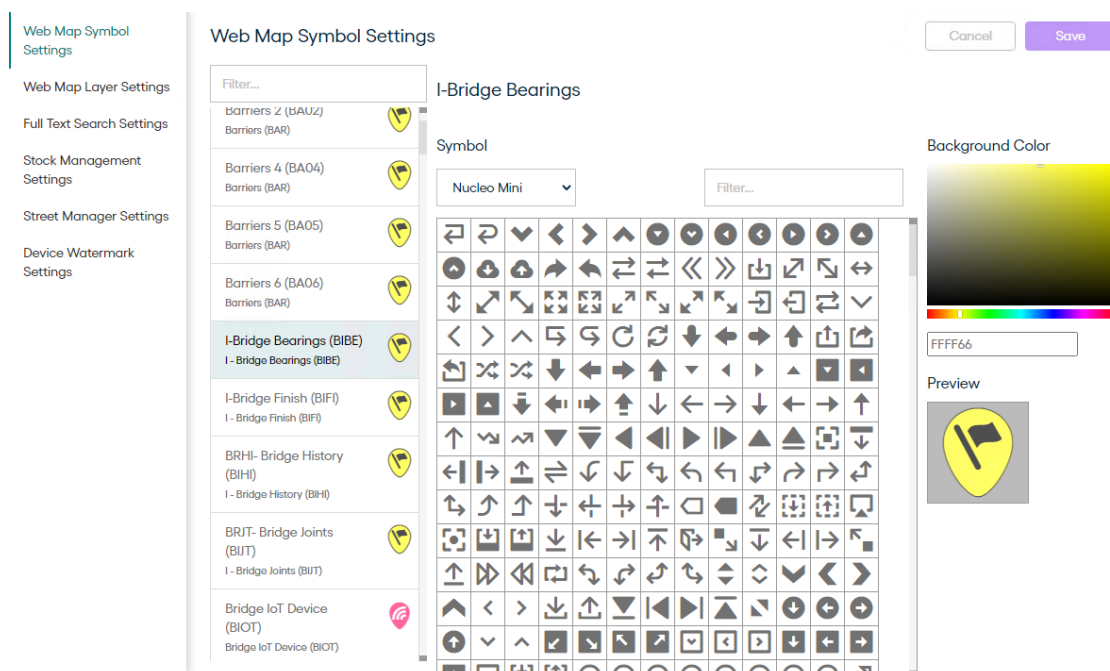 Web Map Symbol
Settings
Web Map Layer Settings
Full Text Search Settings
Stock Management
Settings
Street Manager Settings
Device Watermark
Settings
Web Map Symbol Settings
Cancel
Save
Filter...
Barriers 2 (BA02)
Barriers (BAR)
Barriers 4 (BA04)
Barriers (BAR)
Barriers 5 (BA05)
Barriers (BAR)
Barriers 6 (BA06)
Barriers (BAR)
I-Bridge Bearings (BIBE)
I - Bridge Bearings (BIBE)
I-Bridge Finish (BIFI)
I - Bridge Finish (BIFI)
BRHI- Bridge History
(BIHI)
I - Bridge History (BIHI)
BRJT- Bridge Joints
(BIJT)
I - Bridge Joints (BIJT)
Bridge IoT Device
(BIOT)
Bridge IoT Device (BIOT)
I-Bridge Bearings
Symbol
Nucleo Mini
Filter...
Background Color
FFFF66
Preview